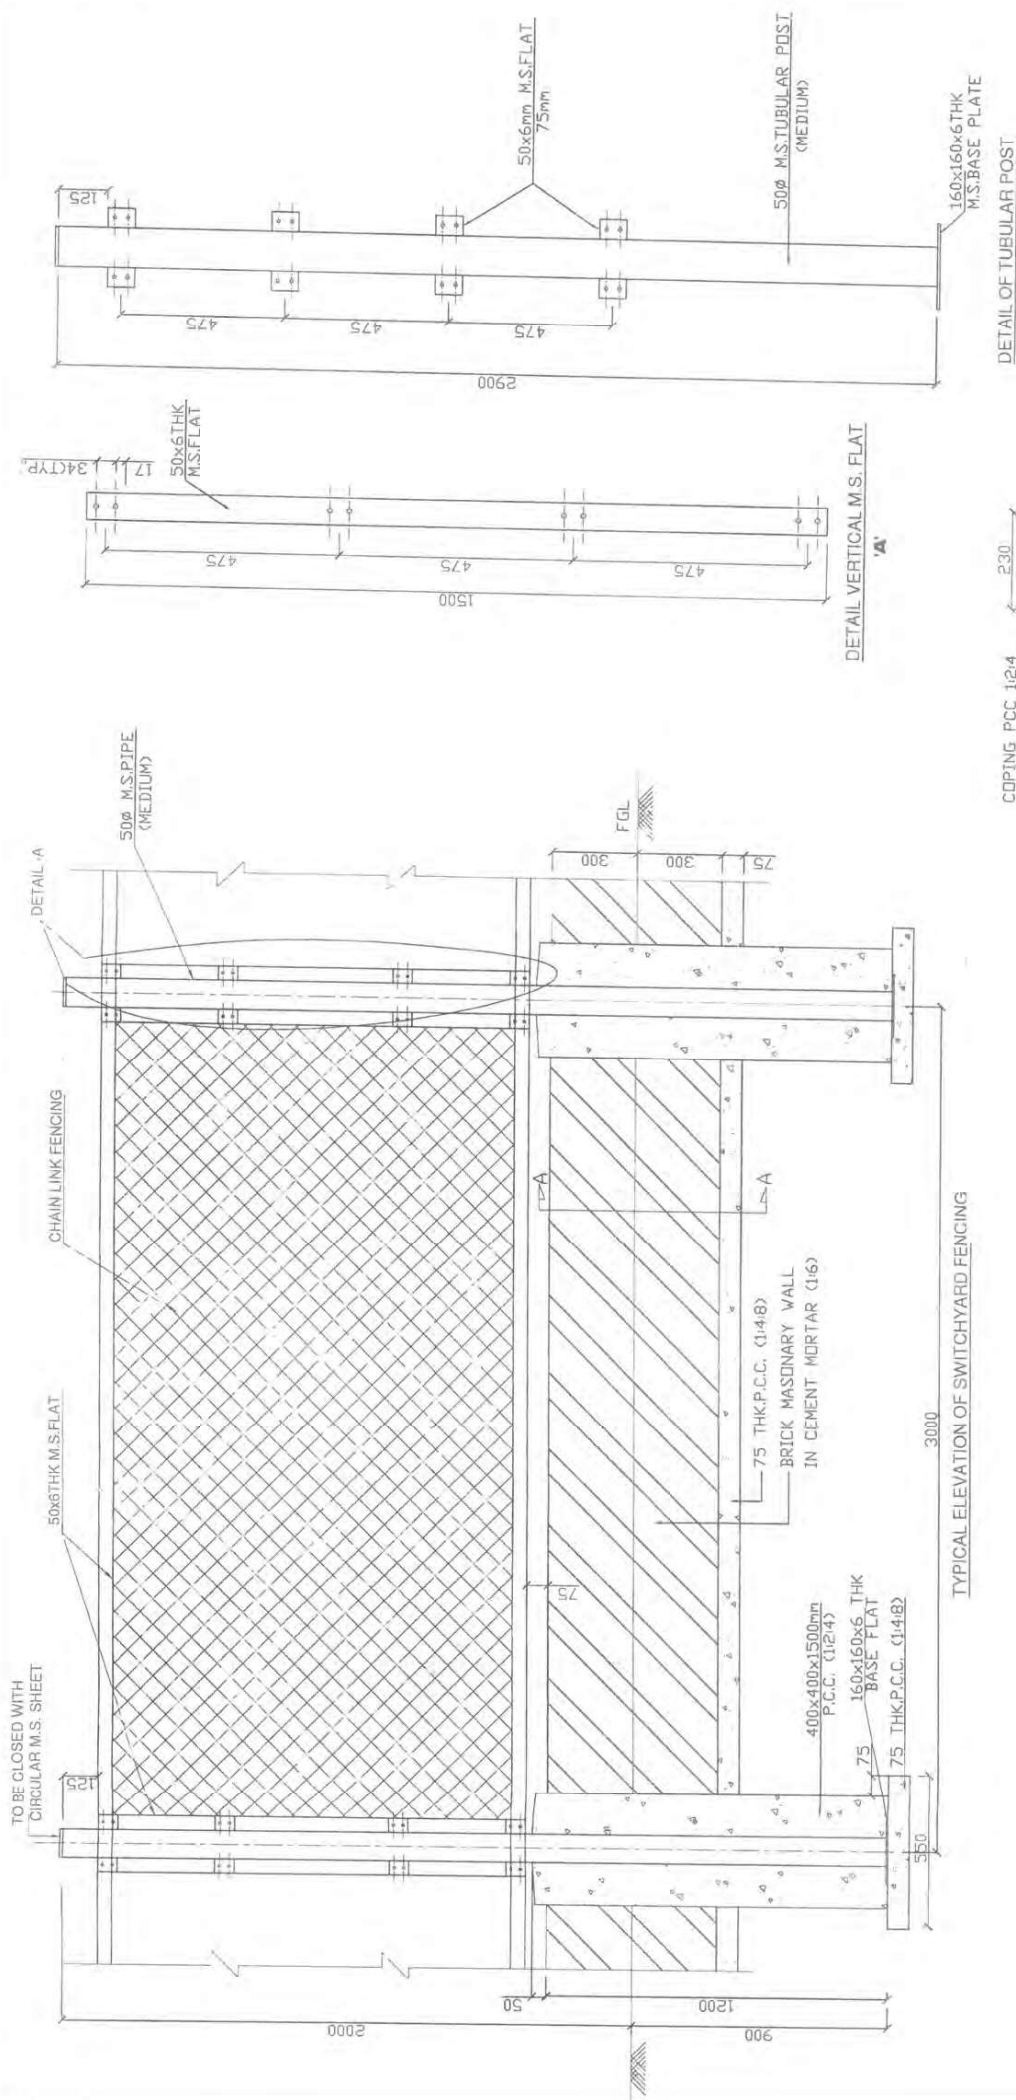 TO BE CLOSED WITH
CIRCULAR M.S. SHEET
50x6THK M.S.FLAT
CHAIN LINK FENCING
DETAIL-A
50ø M.S.PIPE
(MEDIUM)
125
2000
50
1200
900
75
FGL
300
300
75
A
A
75 THK.P.C.C. (1:4:8)
BRICK MASONARY WALL
IN CEMENT MORTAR (1:6)
400x400x1500mm
P.C.C. (1:2:4)
160x160x6 THK
BASE FLAT
75
75 THK.P.C.C. (1:4:8)
550
3000
TYPICAL ELEVATION OF SWITCHYARD FENCING
34(TYP.
17
50x6THK
M.S.FLAT
475
475
475
1500
DETAIL VERTICAL M.S. FLAT
'A'
125
50x6mm M.S.FLAT
75mm
475
475
475
2900
50ø M.S.TUBULAR POST
(MEDIUM)
160x160x6THK
M.S.BASE PLATE
DETAIL OF TUBULAR POST
COPING PCC 1:2:4
230